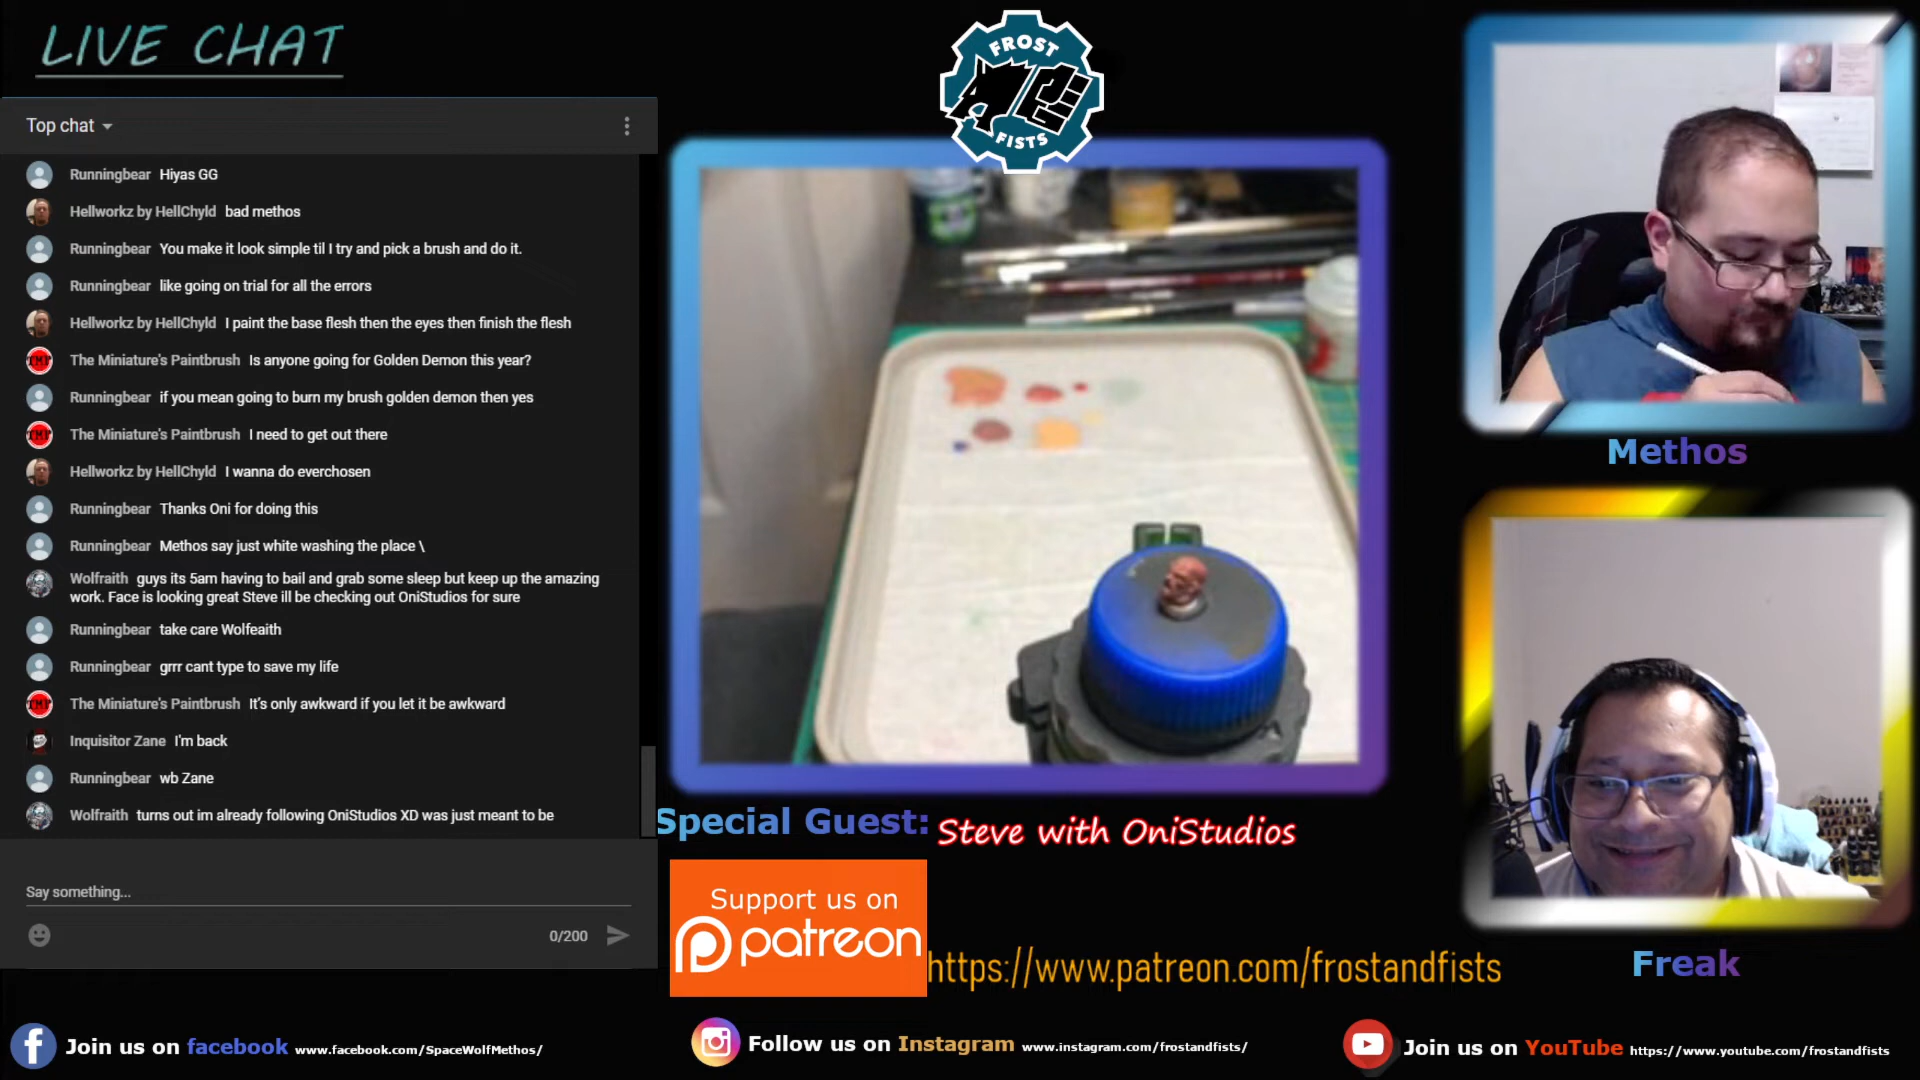 LIVE CHAT
Top chat
Runningbear Hiyas GG
Hellworkz by HellChyld bad methos
Runningbear You make it look simple til I try and pick a brush and do it.
Runningbear like going on trial for all the errors
Hellworkz by HellChyld I paint the base flesh then the eyes then finish the flesh
TMP The Miniature's Paintbrush Is anyone going for Golden Demon this year?
Runningbear if you mean going to burn my brush golden demon then yes
TMP The Miniature's Paintbrush I need to get out there
Hellworkz by HellChyld I wanna do everchosen
Runningbear Thanks Oni for doing this
Runningbear Methos say just white washing the place \
Wolfraith guys its 5am having to bail and grab some sleep but keep up the amazing
work. Face is looking great Steve ill be checking out OniStudios for sure
Runningbear take care Wolfeaith
Runningbear grrr cant type to save my life
TMP The Miniature's Paintbrush It's only awkward if you let it be awkward
Inquisitor Zane I'm back
Runningbear wb Zane
Wolfraith turns out im already following OniStudios XD was just meant to be
Say something...
0/200
FROST
FISTS
Methos
Freak
Special Guest: Steve with OniStudios
Support us on
patreon
https://www.patreon.com/frostandfists
Join us on facebook www.facebook.com/SpaceWolfMethos/
Follow us on Instagram www.instagram.com/frostandfists/
Join us on YouTube https://www.youtube.com/frostandfists